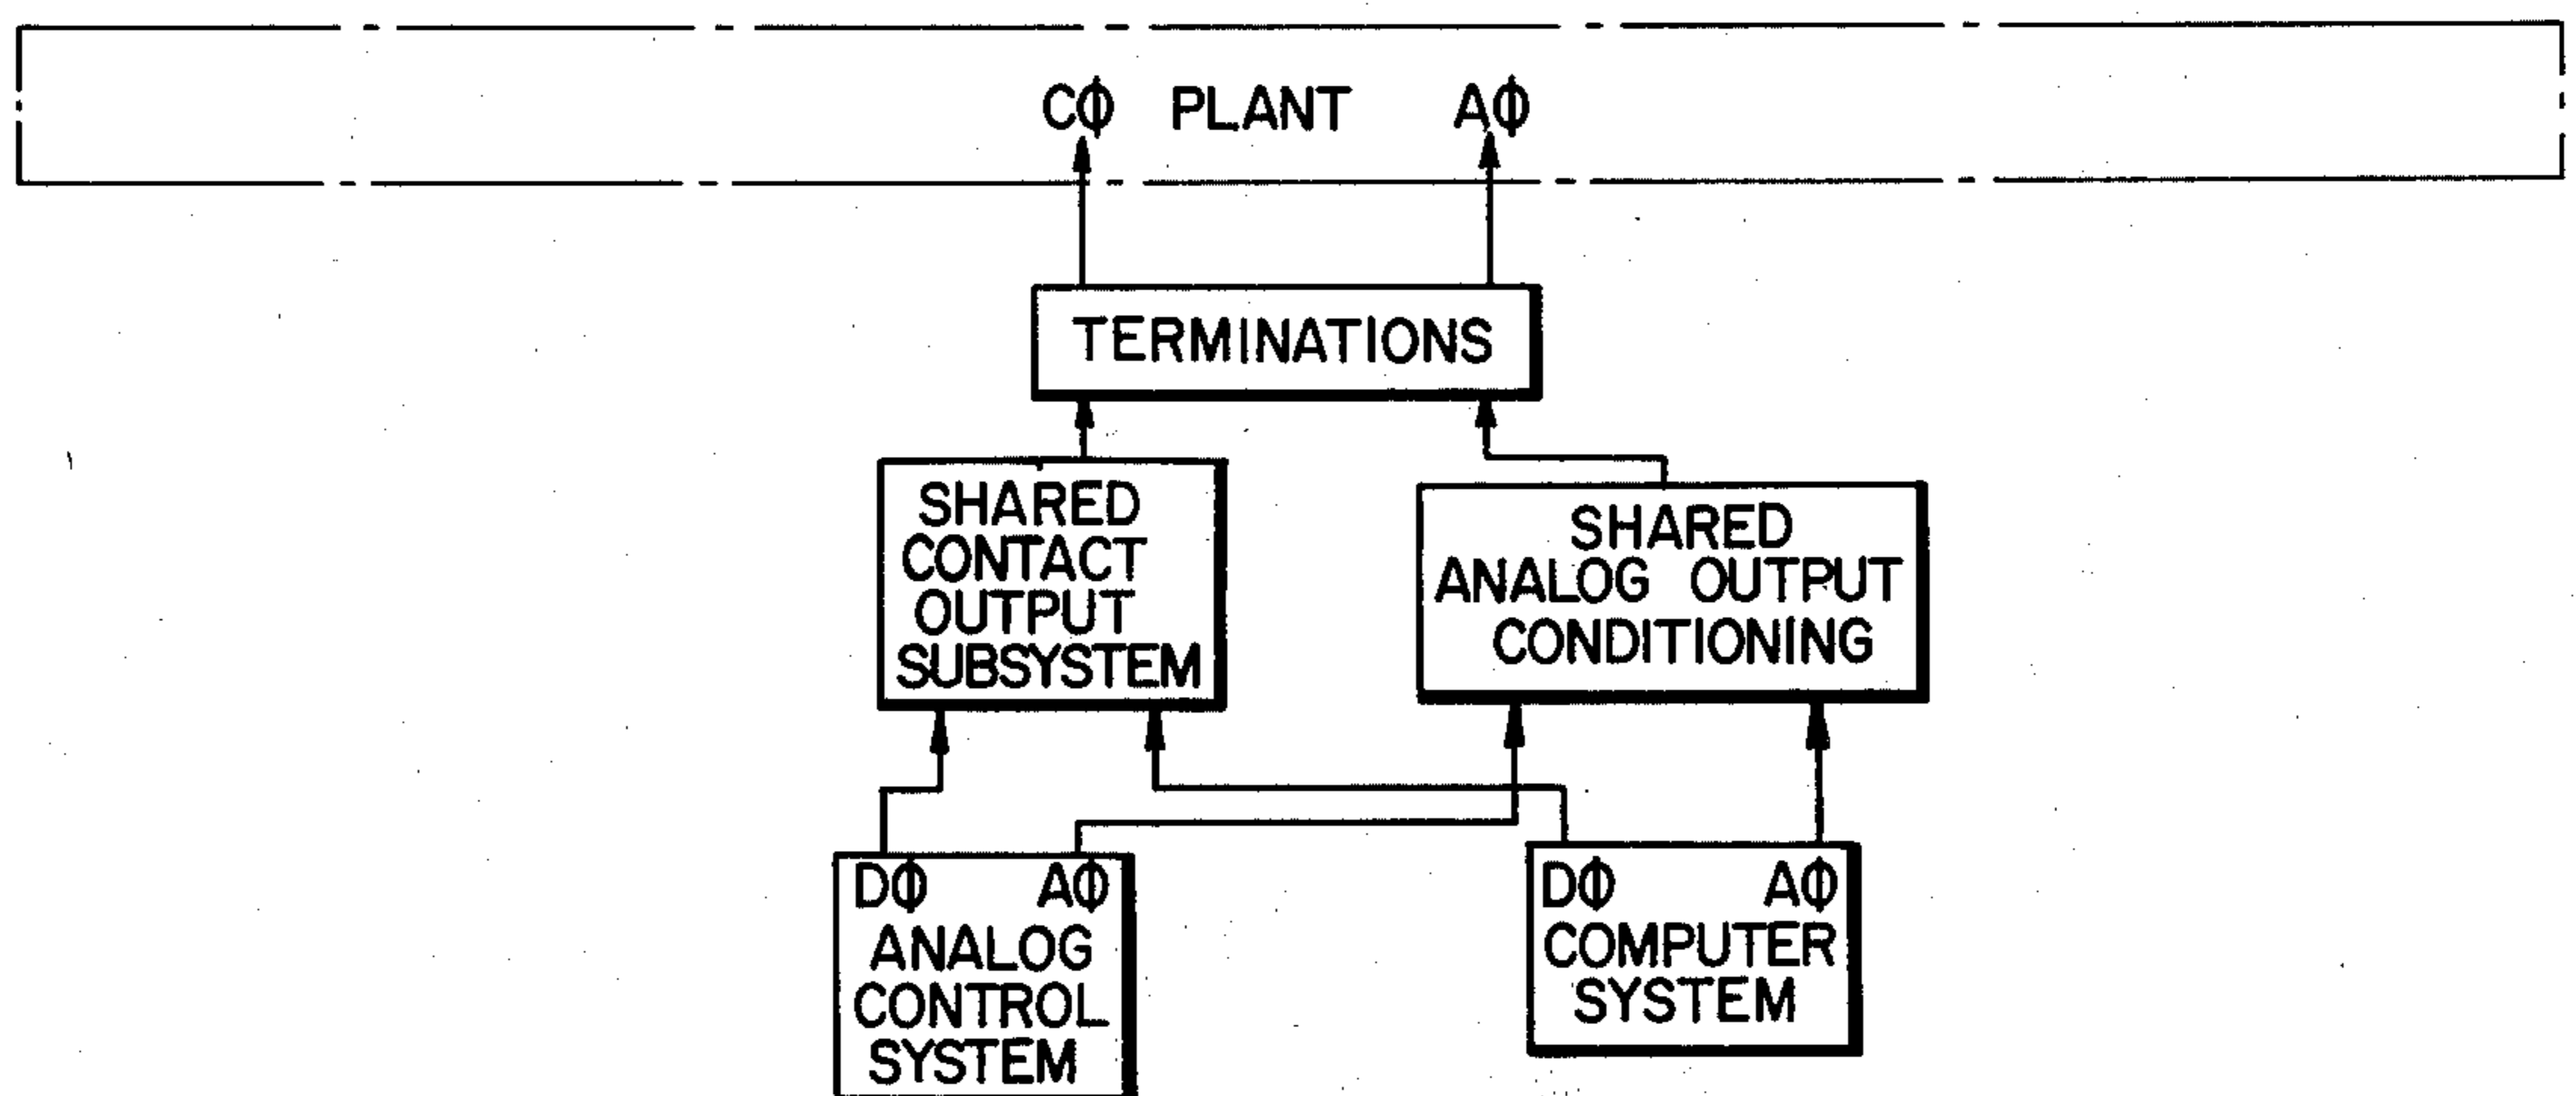 CΦ PLANT AΦ
TERMINATIONS
SHARED
CONTACT
OUTPUT
SUBSYSTEM
SHARED
ANALOG OUTPUT
CONDITIONING
DΦ AΦ
ANALOG
CONTROL
SYSTEM
DΦ AΦ
COMPUTER
SYSTEM